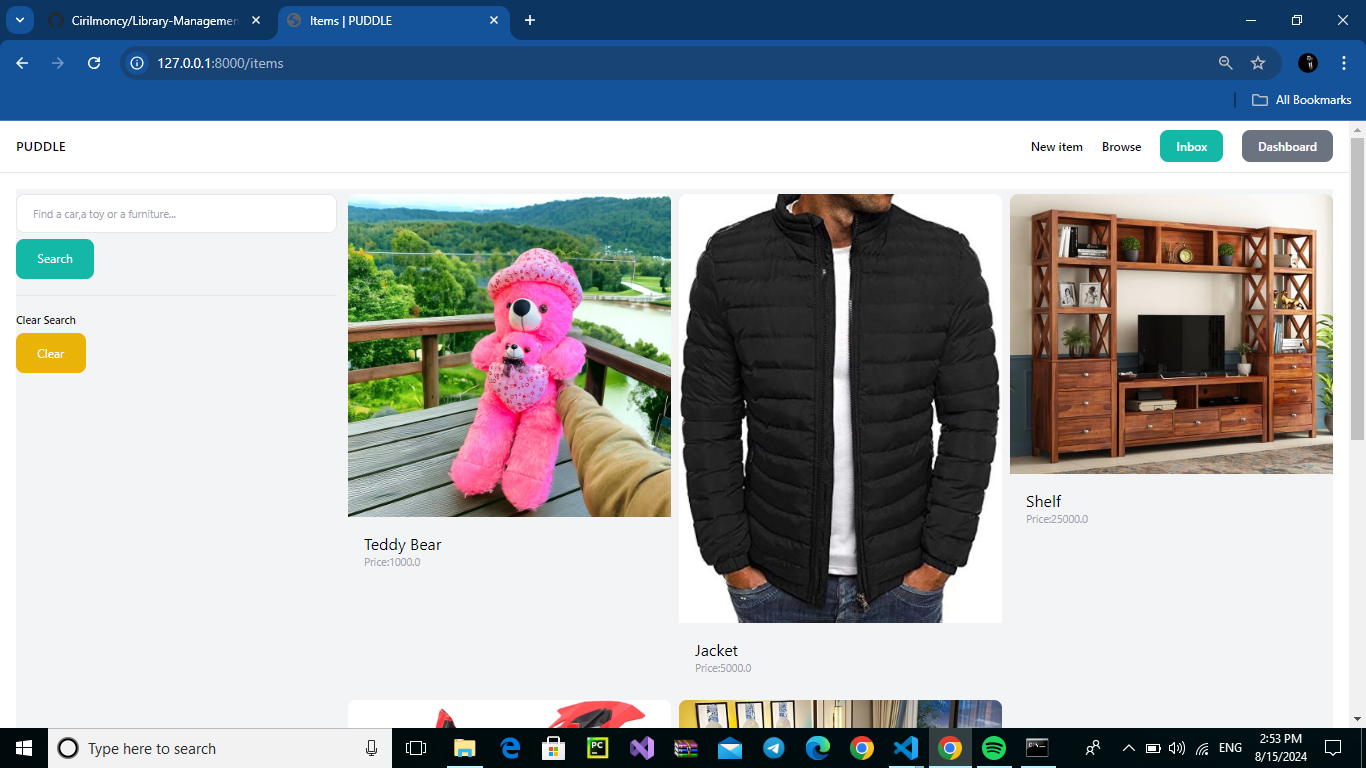 Cirilmoncy/Library-Managemen
Items | PUDDLE
127.0.0.1:8000/items
All Bookmarks
PUDDLE
New item
Browse
Inbox
Dashboard
Find a car,a toy or a furniture...
Search
Clear Search
Clear
Teddy Bear
Price:1000.0
Jacket
Price:5000.0
Shelf
Price:25000.0
Type here to search
PC
ENG
2:53 PM
8/15/2024